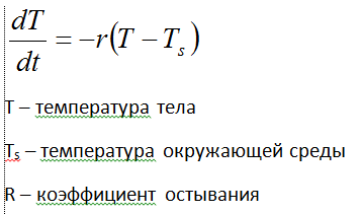 dT/dt = −r(T − Tₛ)
T – температура тела
Tₛ – температура окружающей среды
R – коэффициент остывания